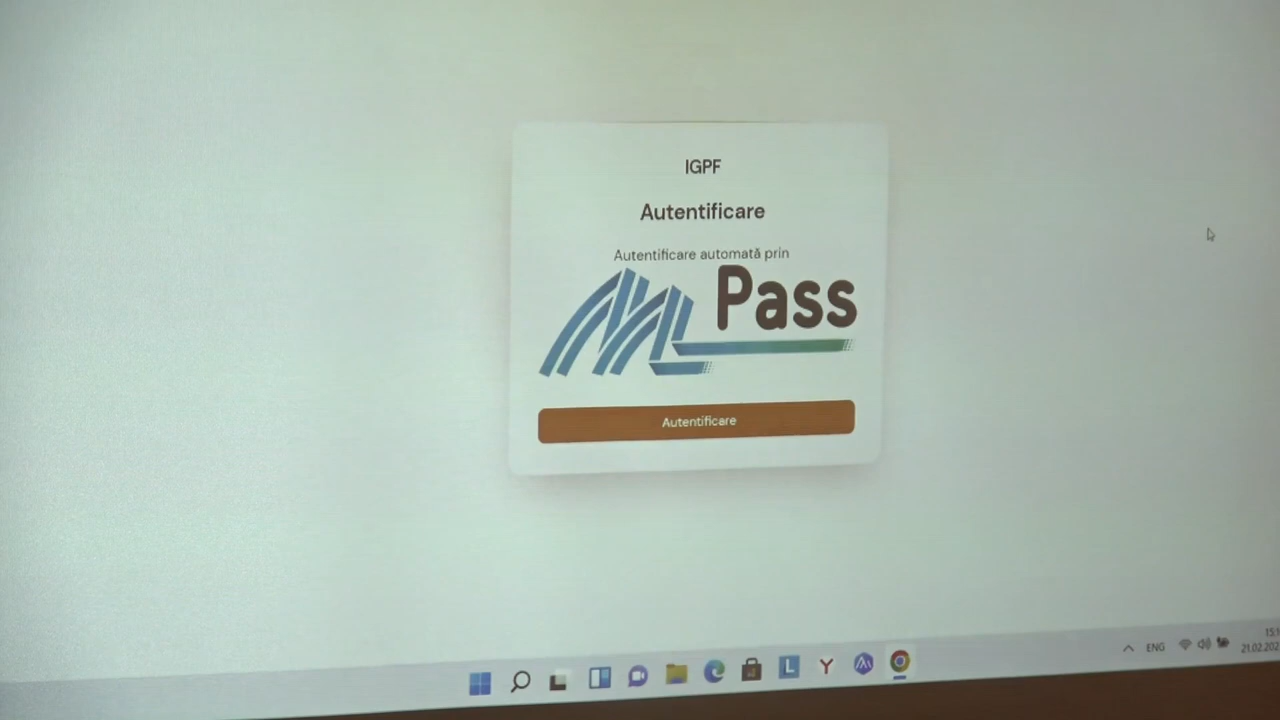 IGPF
Autentificare
Autentificare automată prin
M Pass
Autentificare
ENG